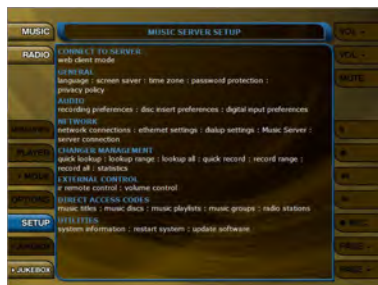 MUSIC
MUSIC SERVER SETUP
VOL +
RADIO
CONNECT TO SERVER
web client mode
VOL -
GENERAL
language : screen saver : time zone : password protection :
privacy policy
MUTE
AUDIO
recording preferences : disc insert preferences : digital input preferences
NETWORK
network connections : ethernet settings : dialup settings : Music Server :
server connection
CHANGER MANAGEMENT
quick lookup : lookup range : lookup all : quick record : record range :
record all : statistics
PLAYER
EXTERNAL CONTROL
ir remote control : volume control
+ MODE
DIRECT ACCESS CODES
music titles : music discs : music playlists : music groups : radio stations
OPTIONS
UTILITIES
system information : restart system : update software
SETUP
REC
JUKEBOX